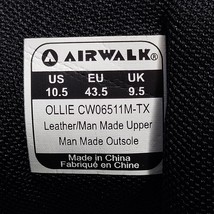 AIRWALK®
US EU UK
10.5 43.5 9.5
OLLIE CW06511M-TX
Leather/Man Made Upper
Man Made Outsole
Made in China
Fabriqué en Chine